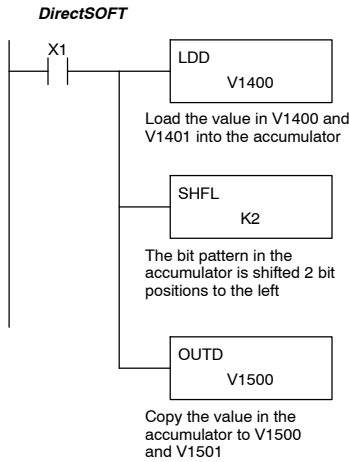 DirectSOFT
X1
LDD
V1400
Load the value in V1400 and
V1401 into the accumulator
SHFL
K2
The bit pattern in the
accumulator is shifted 2 bit
positions to the left
OUTD
V1500
Copy the value in the
accumulator to V1500
and V1501